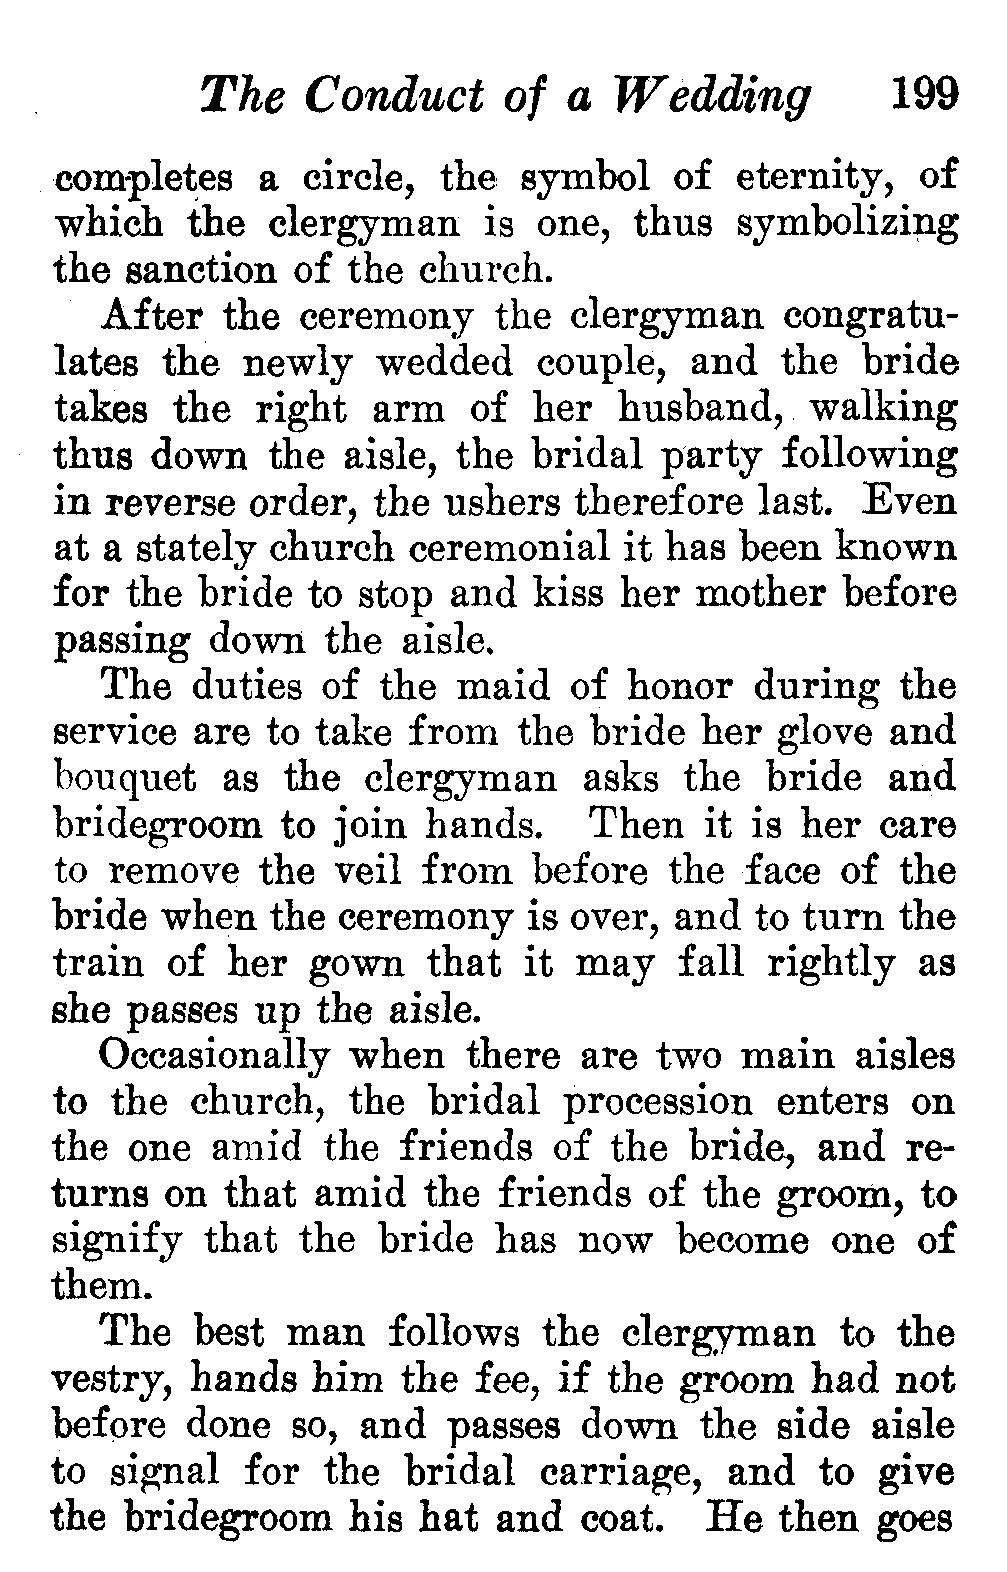 The Conduct of a Wedding 199
completes a circle, the symbol of eternity, of
which the clergyman is one, thus symbolizing
the sanction of the church.
After the ceremony the clergyman congratu-
lates the newly wedded couple, and the bride
takes the right arm of her husband, walking
thus down the aisle, the bridal party following
in reverse order, the ushers therefore last. Even
at a stately church ceremonial it has been known
for the bride to stop and kiss her mother before
passing down the aisle.
The duties of the maid of honor during the
service are to take from the bride her glove and
bouquet as the clergyman asks the bride and
bridegroom to join hands. Then it is her care
to remove the veil from before the face of the
bride when the ceremony is over, and to turn the
train of her gown that it may fall rightly as
she passes up the aisle.
Occasionally when there are two main aisles
to the church, the bridal procession enters on
the one amid the friends of the bride, and re-
turns on that amid the friends of the groom, to
signify that the bride has now become one of
them.
The best man follows the clergyman to the
vestry, hands him the fee, if the groom had not
before done so, and passes down the side aisle
to signal for the bridal carriage, and to give
the bridegroom his hat and coat. He then goes